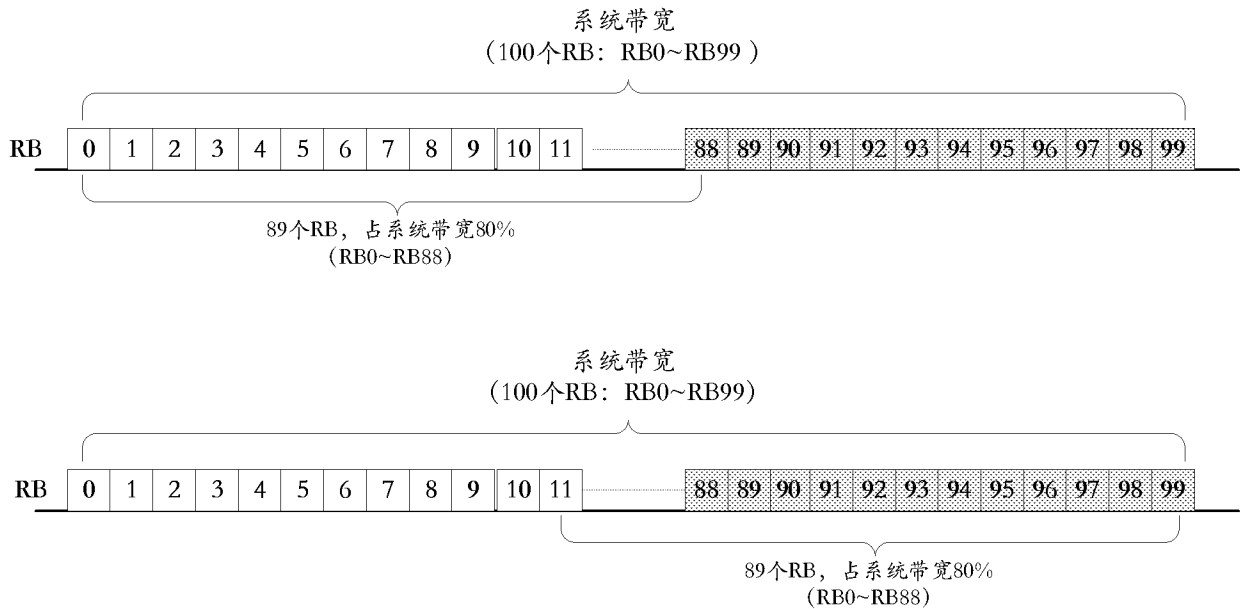 系统带宽
（100个RB：RB0~RB99 ）
RB 0 1 2 3 4 5 6 7 8 9 10 11 88 89 90 91 92 93 94 95 96 97 98 99
89个RB，占系统带宽80%
（RB0~RB88）
系统带宽
（100个RB：RB0~RB99）
RB 0 1 2 3 4 5 6 7 8 9 10 11 88 89 90 91 92 93 94 95 96 97 98 99
89个RB，占系统带宽80%
（RB0~RB88）